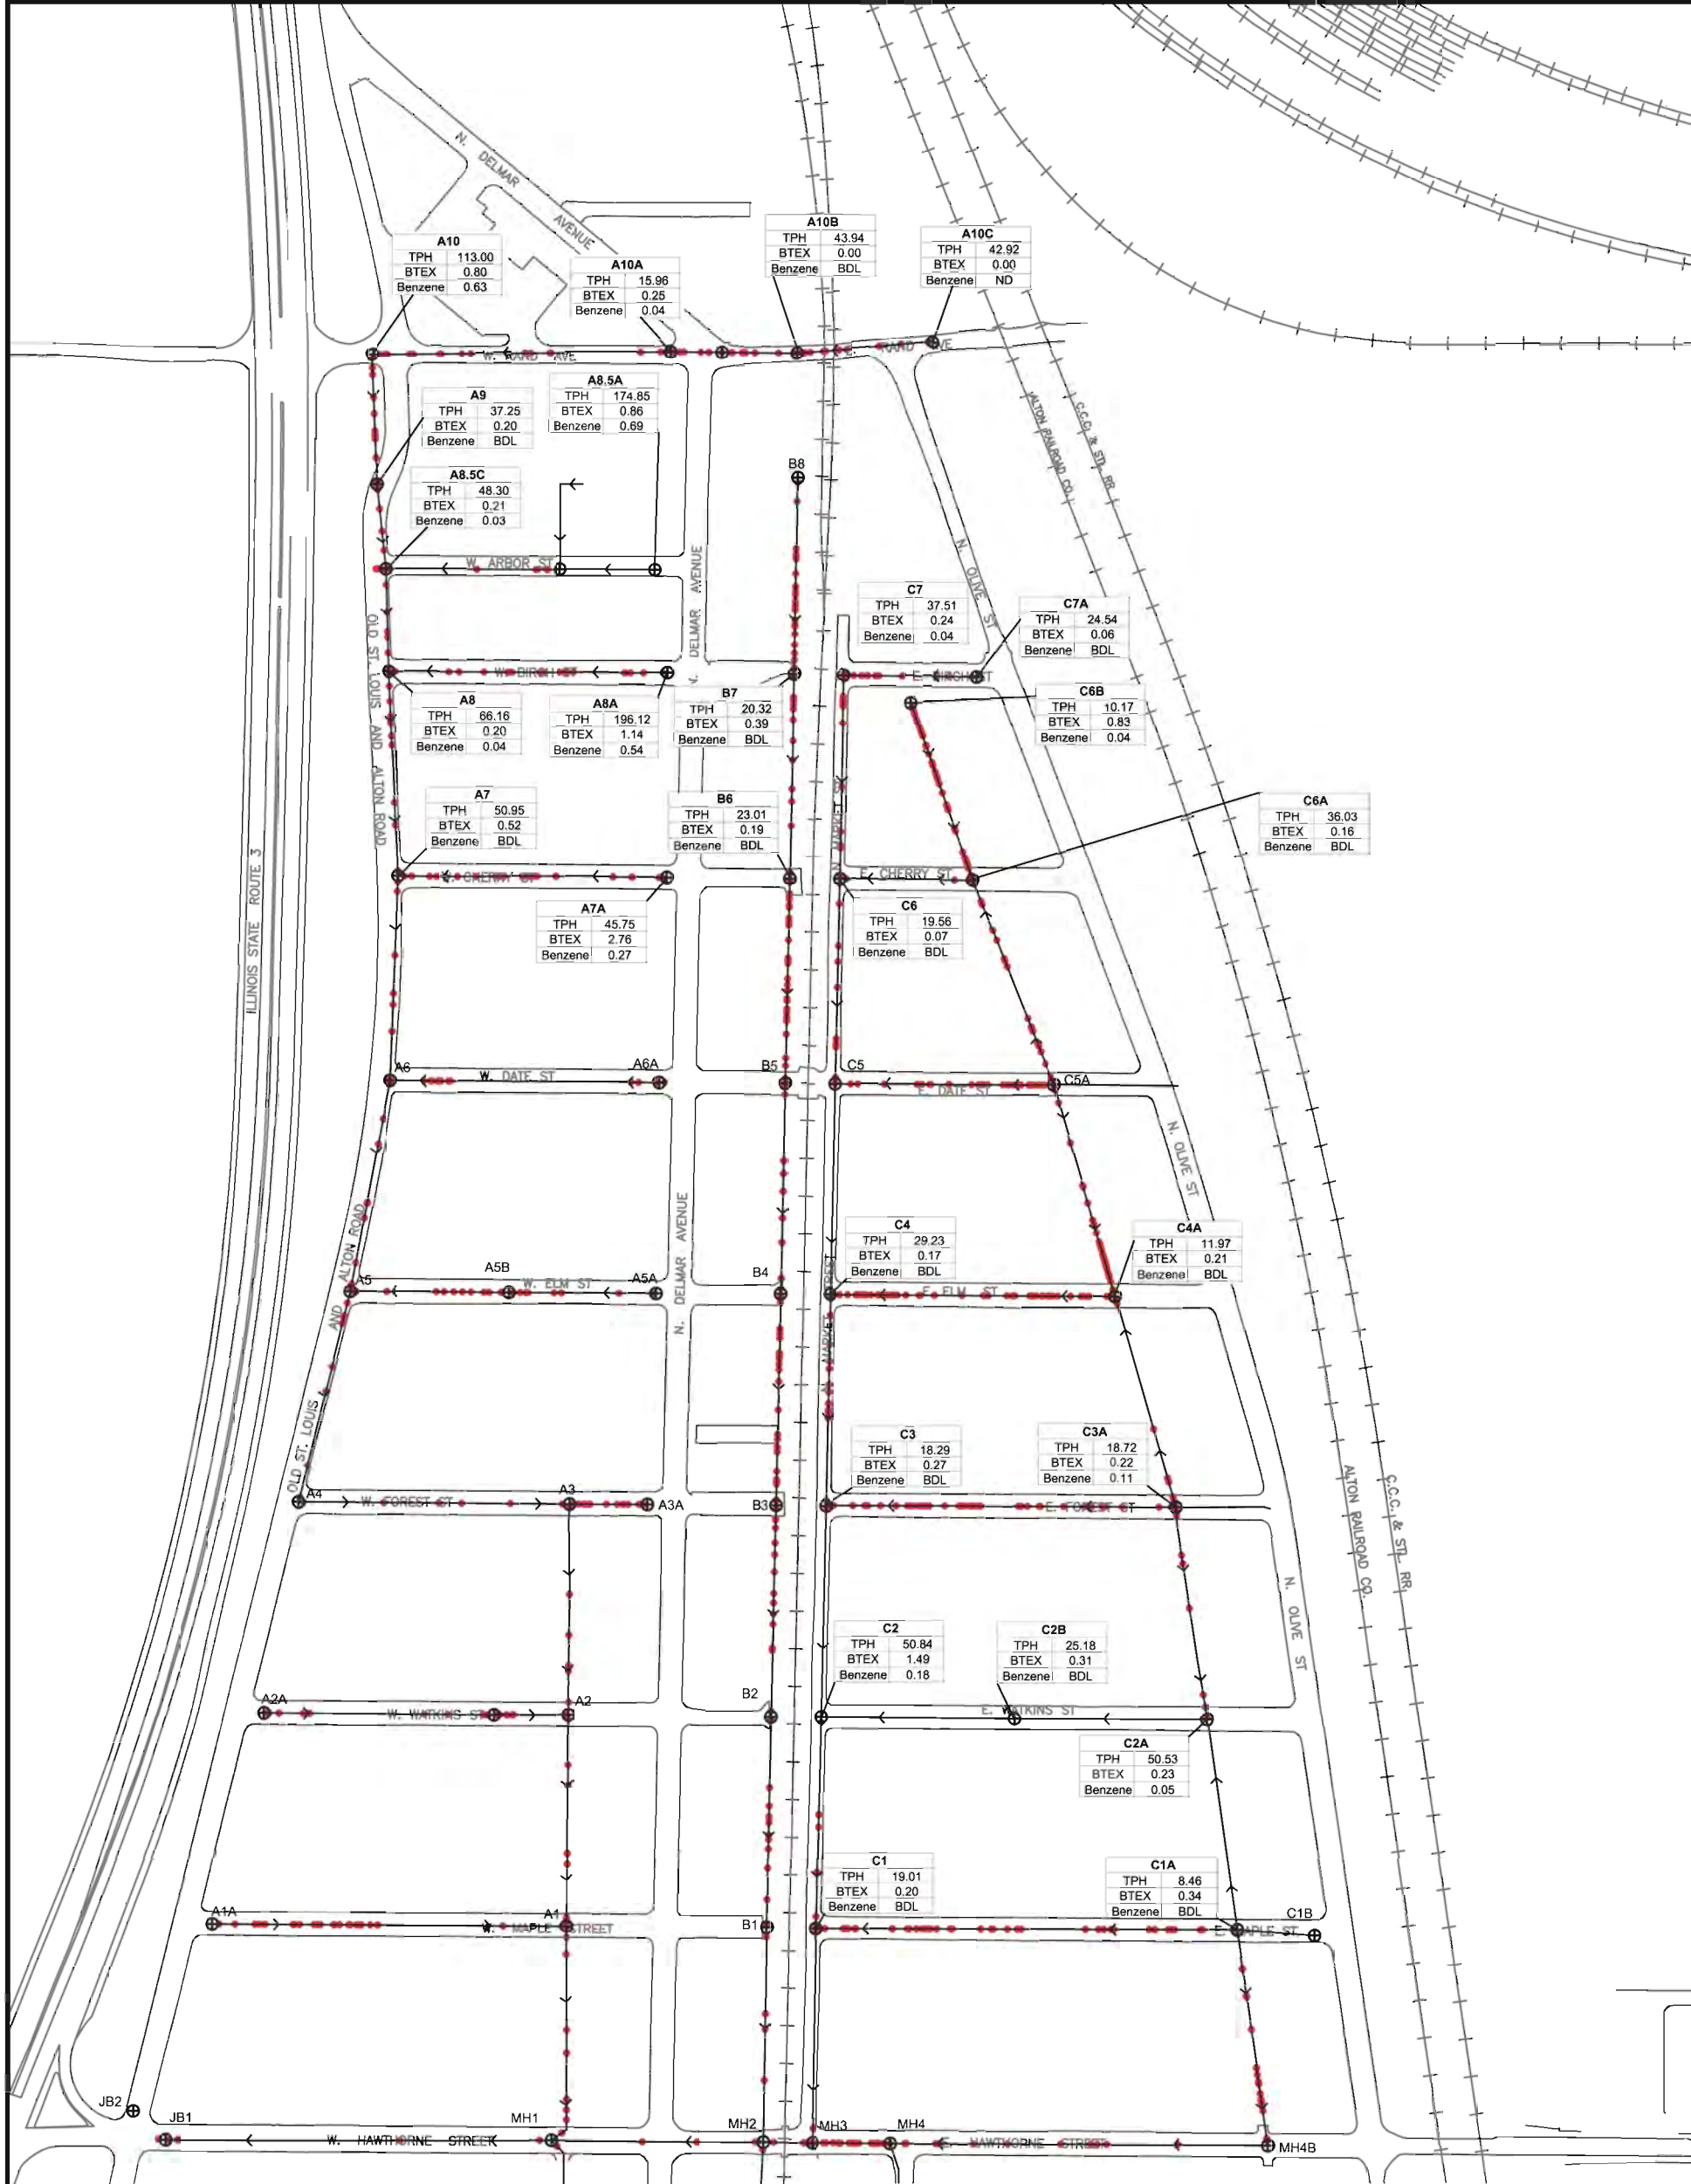 N. DELMAR
AVENUE
A10B
TPH 43.94
BTEX 0.00
Benzene BDL
A10C
TPH 42.92
BTEX 0.00
Benzene ND
A10
TPH 113.00
BTEX 0.80
Benzene 0.63
A10A
TPH 15.96
BTEX 0.25
Benzene 0.04
W. RAND AVE
E. RAND AVE
A9
TPH 37.25
BTEX 0.20
Benzene BDL
A8.5A
TPH 174.85
BTEX 0.86
Benzene 0.69
ALTON RAILROAD CO.
C.C.C. & STL. RR
A8.5C
TPH 48.30
BTEX 0.21
Benzene 0.03
B8
W. ARBOR ST
N. DELMAR AVENUE
N. OLIVE ST
C7
TPH 37.51
BTEX 0.24
Benzene 0.04
C7A
TPH 24.54
BTEX 0.06
Benzene BDL
OLD ST. LOUIS AND ALTON ROAD
W. BIRCH ST
E. BIRCH ST
A8
TPH 66.16
BTEX 0.20
Benzene 0.04
A8A
TPH 196.12
BTEX 1.14
Benzene 0.54
B7
TPH 20.32
BTEX 0.39
Benzene BDL
C6B
TPH 10.17
BTEX 0.83
Benzene 0.04
A7
TPH 50.95
BTEX 0.52
Benzene BDL
B6
TPH 23.01
BTEX 0.19
Benzene BDL
N. MARKET ST
C6A
TPH 36.03
BTEX 0.16
Benzene BDL
W. CHERRY ST
E. CHERRY ST
ILLINOIS STATE ROUTE 3
A7A
TPH 45.75
BTEX 2.76
Benzene 0.27
C6
TPH 19.56
BTEX 0.07
Benzene BDL
A6
W. DATE ST
A6A
B5
C5
E. DATE ST
C5A
N. OLIVE ST
N. DELMAR AVENUE
C4
TPH 29.23
BTEX 0.17
Benzene BDL
C4A
TPH 11.97
BTEX 0.21
Benzene BDL
A5
A5B
W. ELM ST
A5A
B4
E. ELM ST
OLD ST. LOUIS AND ALTON ROAD
N. MARKET STREET
C3
TPH 18.29
BTEX 0.27
Benzene BDL
C3A
TPH 18.72
BTEX 0.22
Benzene 0.11
A4
W. FOREST ST
A3
A3A
B3
E. FOREST ST
ALTON RAILROAD CO.
C.C.C. & STL. RR
N. OLIVE ST
C2
TPH 50.84
BTEX 1.49
Benzene 0.18
C2B
TPH 25.18
BTEX 0.31
Benzene BDL
A2A
W. WATKINS ST
A2
B2
E. WATKINS ST
C2A
TPH 50.53
BTEX 0.23
Benzene 0.05
C1
TPH 19.01
BTEX 0.20
Benzene BDL
C1A
TPH 8.46
BTEX 0.34
Benzene BDL
A1A
A1
W. MAPLE STREET
B1
E. MAPLE ST.
C1B
JB2
JB1
W. HAWTHORNE STREET
MH1
MH2
MH3
MH4
E. HAWTHORNE STREET
MH4B